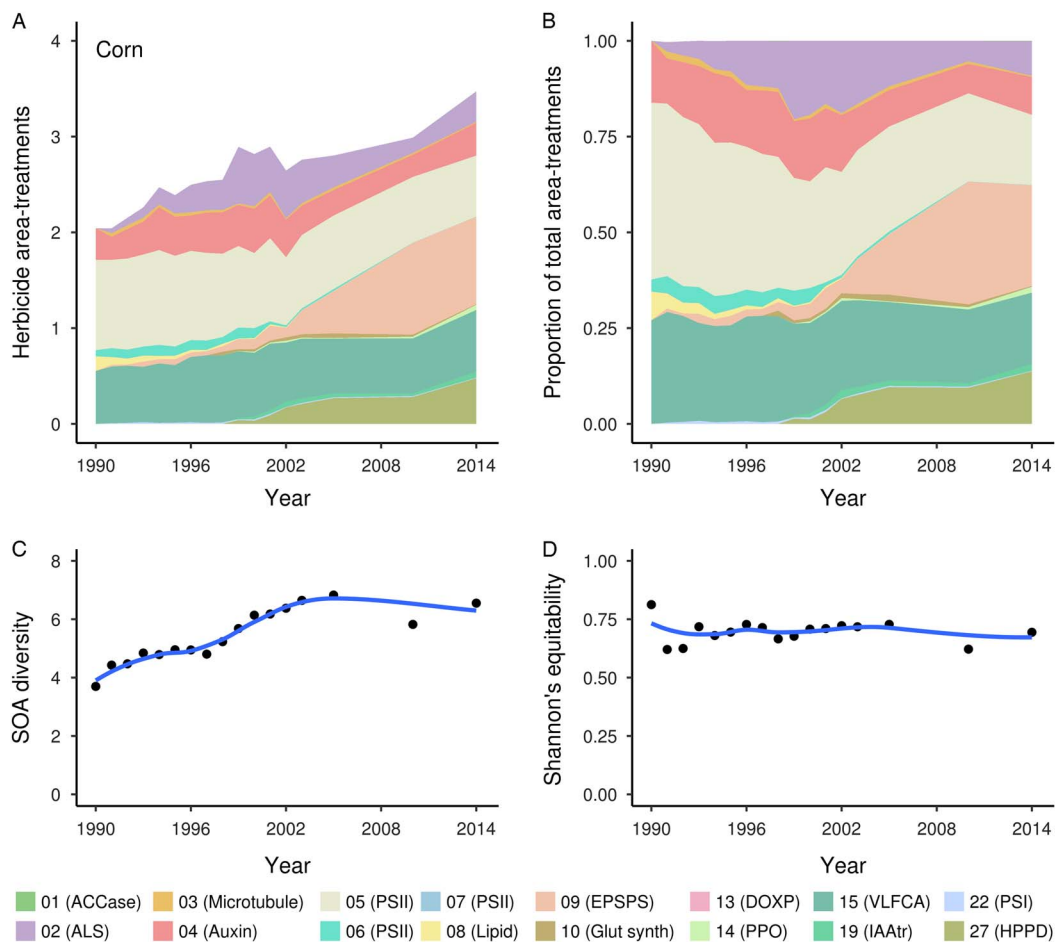 A
B
Corn
Herbicide area-treatments
4
3
2
1
0
1990 1996 2002 2008 2014
Year
Proportion of total area-treatments
1.00
0.75
0.50
0.25
0.00
1990 1996 2002 2008 2014
Year
C
SOA diversity
8
6
4
2
0
1990 1996 2002 2008 2014
Year
D
Shannon's equitability
1.00
0.75
0.50
0.25
0.00
1990 1996 2002 2008 2014
Year
01 (ACCase) 03 (Microtubule) 05 (PSII) 07 (PSII) 09 (EPSPS) 13 (DOXP) 15 (VLFCA) 22 (PSI)
02 (ALS) 04 (Auxin) 06 (PSII) 08 (Lipid) 10 (Glut synth) 14 (PPO) 19 (IAAtr) 27 (HPPD)